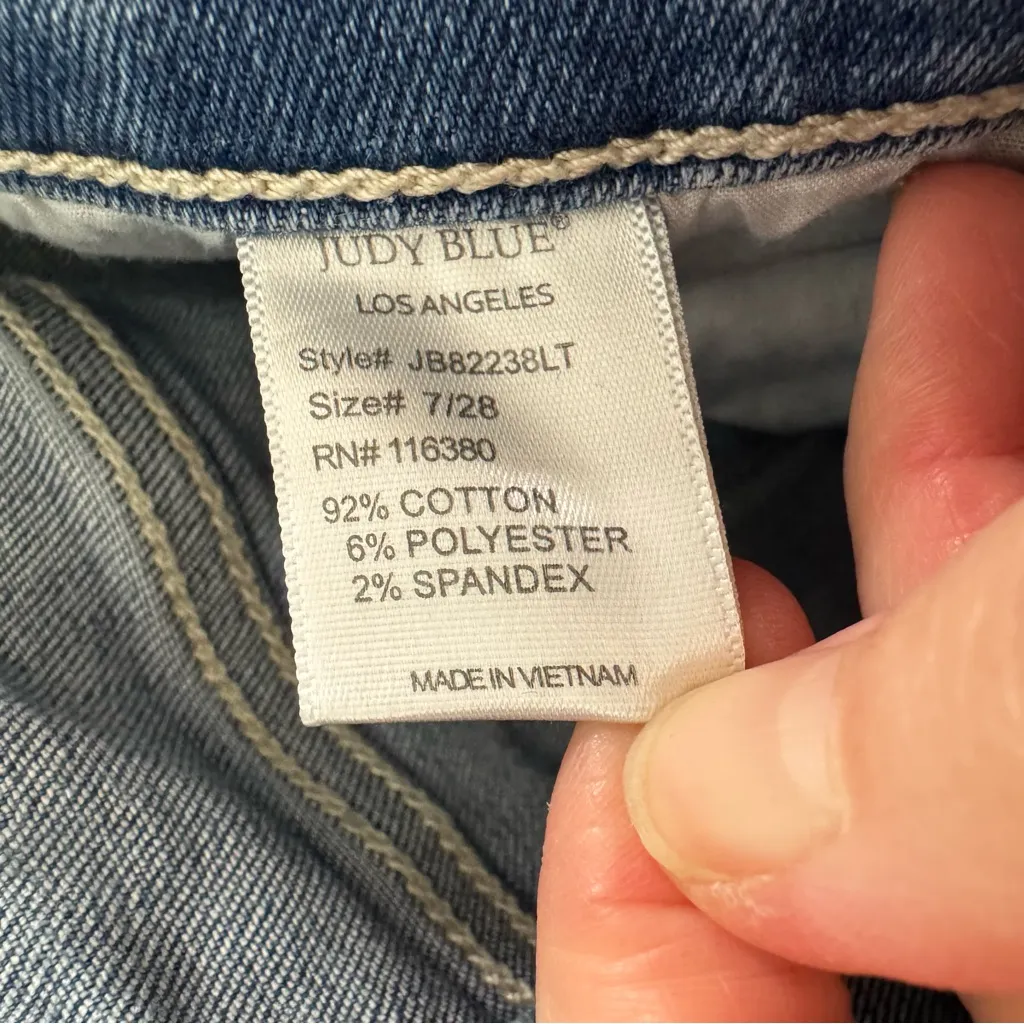 JUDY BLUE®
LOS ANGELES
Style# JB82238LT
Size# 7/28
RN# 116380
92% COTTON
6% POLYESTER
2% SPANDEX
MADE IN VIETNAM